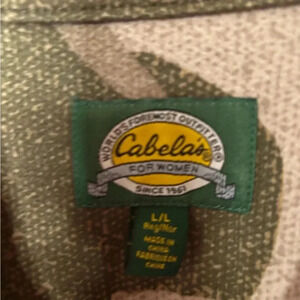 WORLD'S FOREMOST OUTFITTER®
Cabela's®
FOR WOMEN
SINCE 1961
L/L
Reg/Nor
MADE IN
CHINA
FABRIQUÉ EN
CHINE